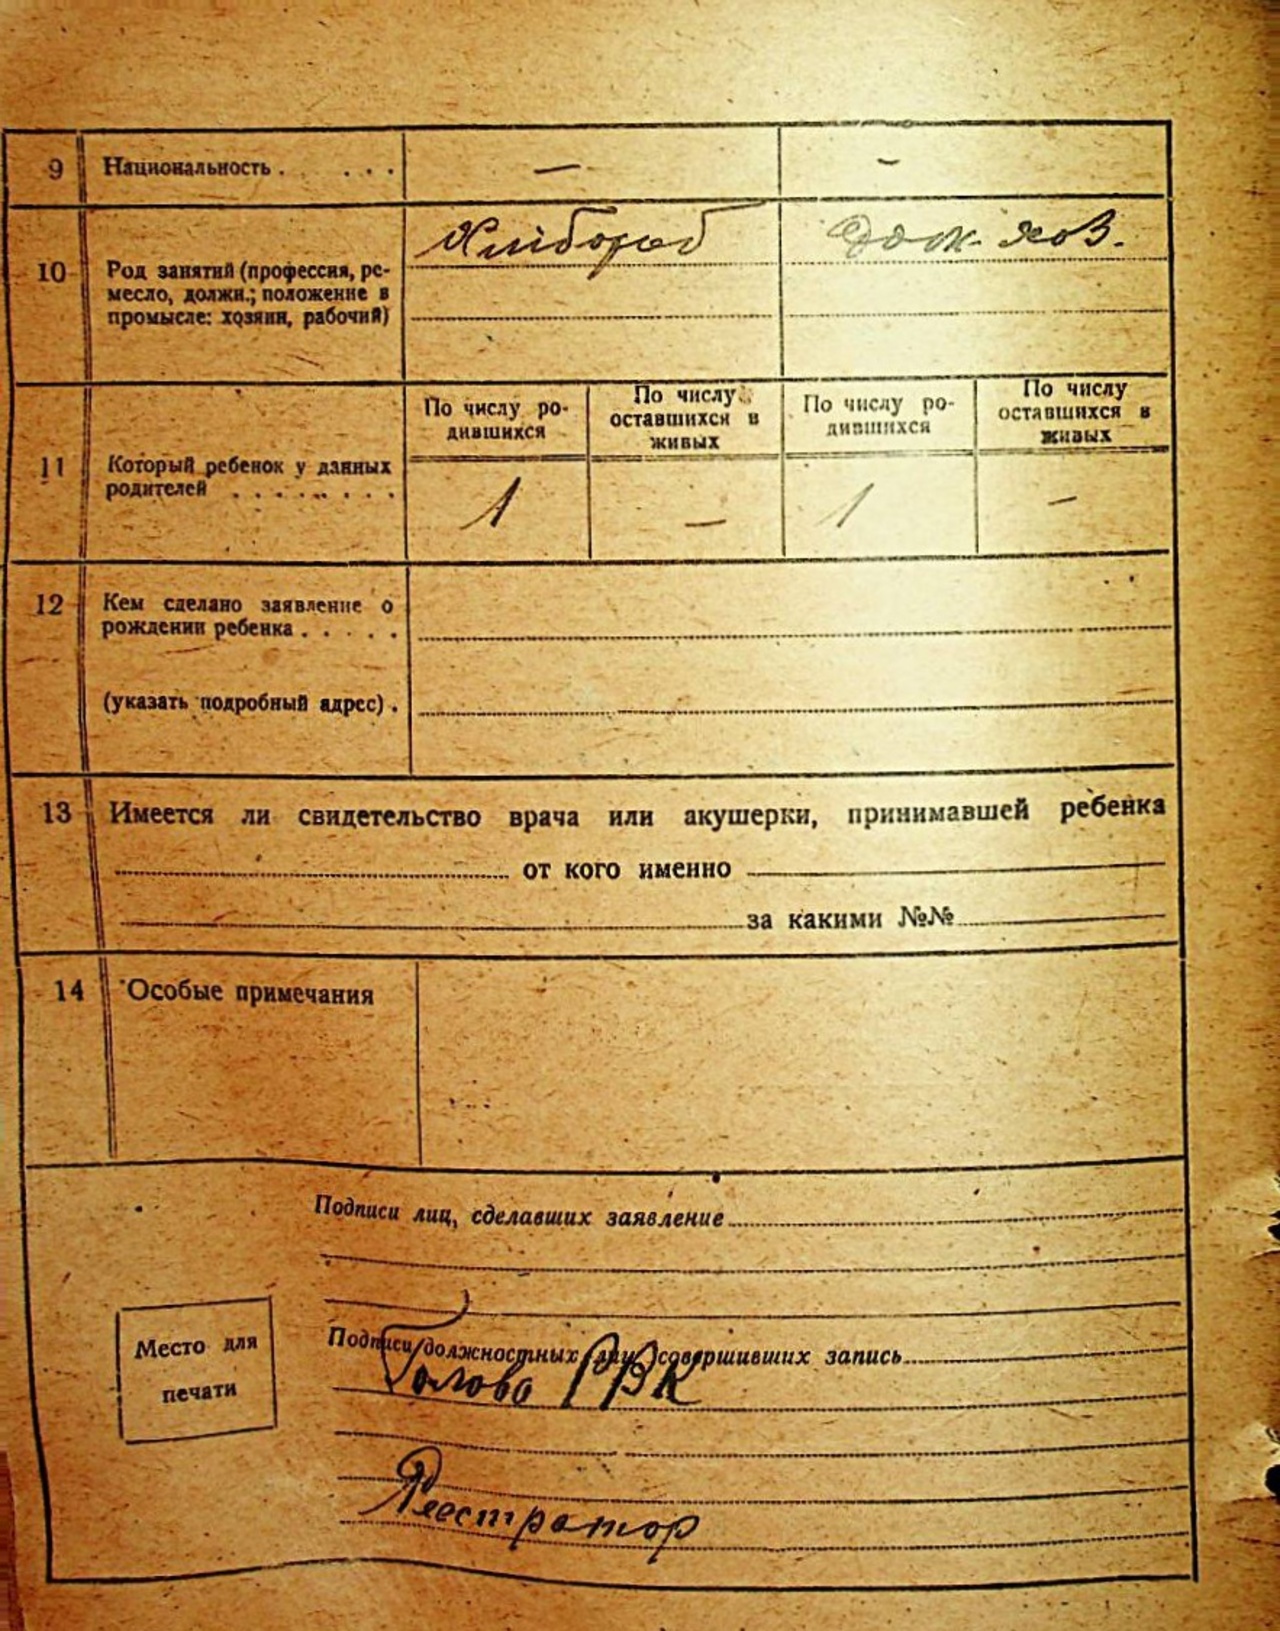 9 Национальность . . . . — —
10 Род занятий (профессия, ре-
месло, должн.; положение в
промысле: хозяин, рабочий)
Хлібороб Дом. хоз.
11 Который ребенок у данных
родителей . . . . . . . .
По числу ро-
дившихся
По числу
оставшихся в
живых
По числу ро-
дившихся
По числу
оставшихся в
живых
1 — 1 —
12 Кем сделано заявление о
рождении ребенка . . . . .
(указать подробный адрес) .
13 Имеется ли свидетельство врача или акушерки, принимавшей ребенка
от кого именно
за какими №№
14 Особые примечания
Подписи лиц, сделавших заявление
Место для
печати
Подписи должностных лиц, совершивших запись
Голова РВК
Реестратор